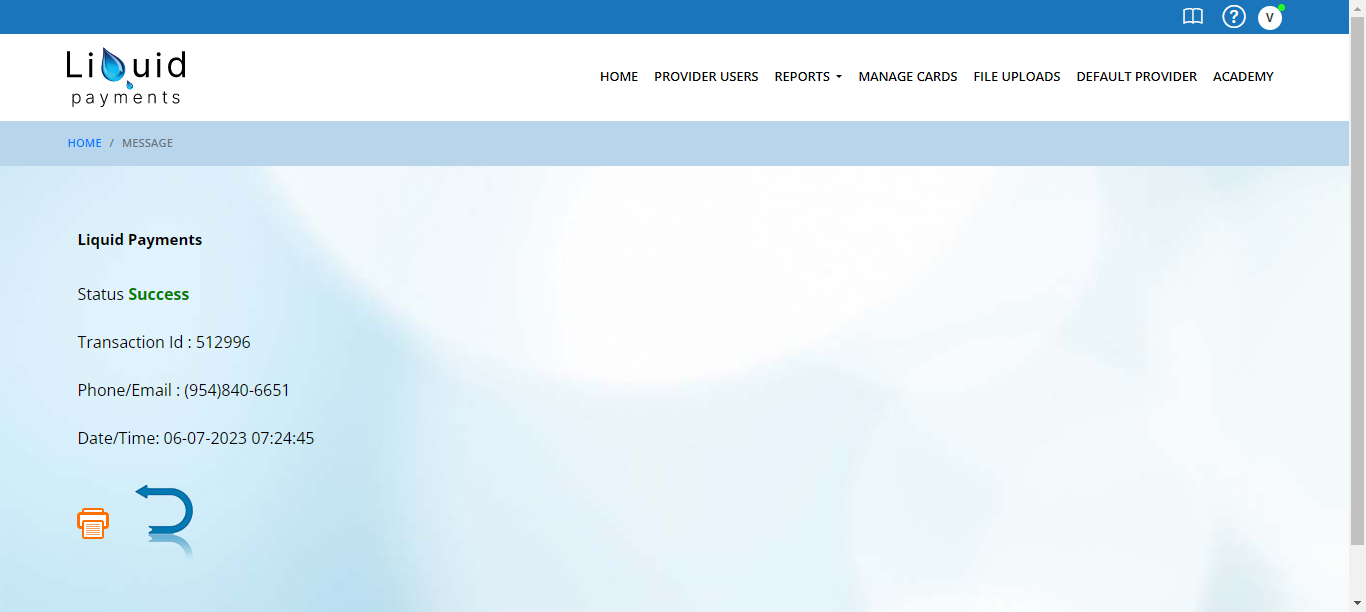 ?
V
Liquid
payments
HOME PROVIDER USERS REPORTS MANAGE CARDS FILE UPLOADS DEFAULT PROVIDER ACADEMY
HOME / MESSAGE
Liquid Payments
Status Success
Transaction Id : 512996
Phone/Email : (954)840-6651
Date/Time: 06-07-2023 07:24:45